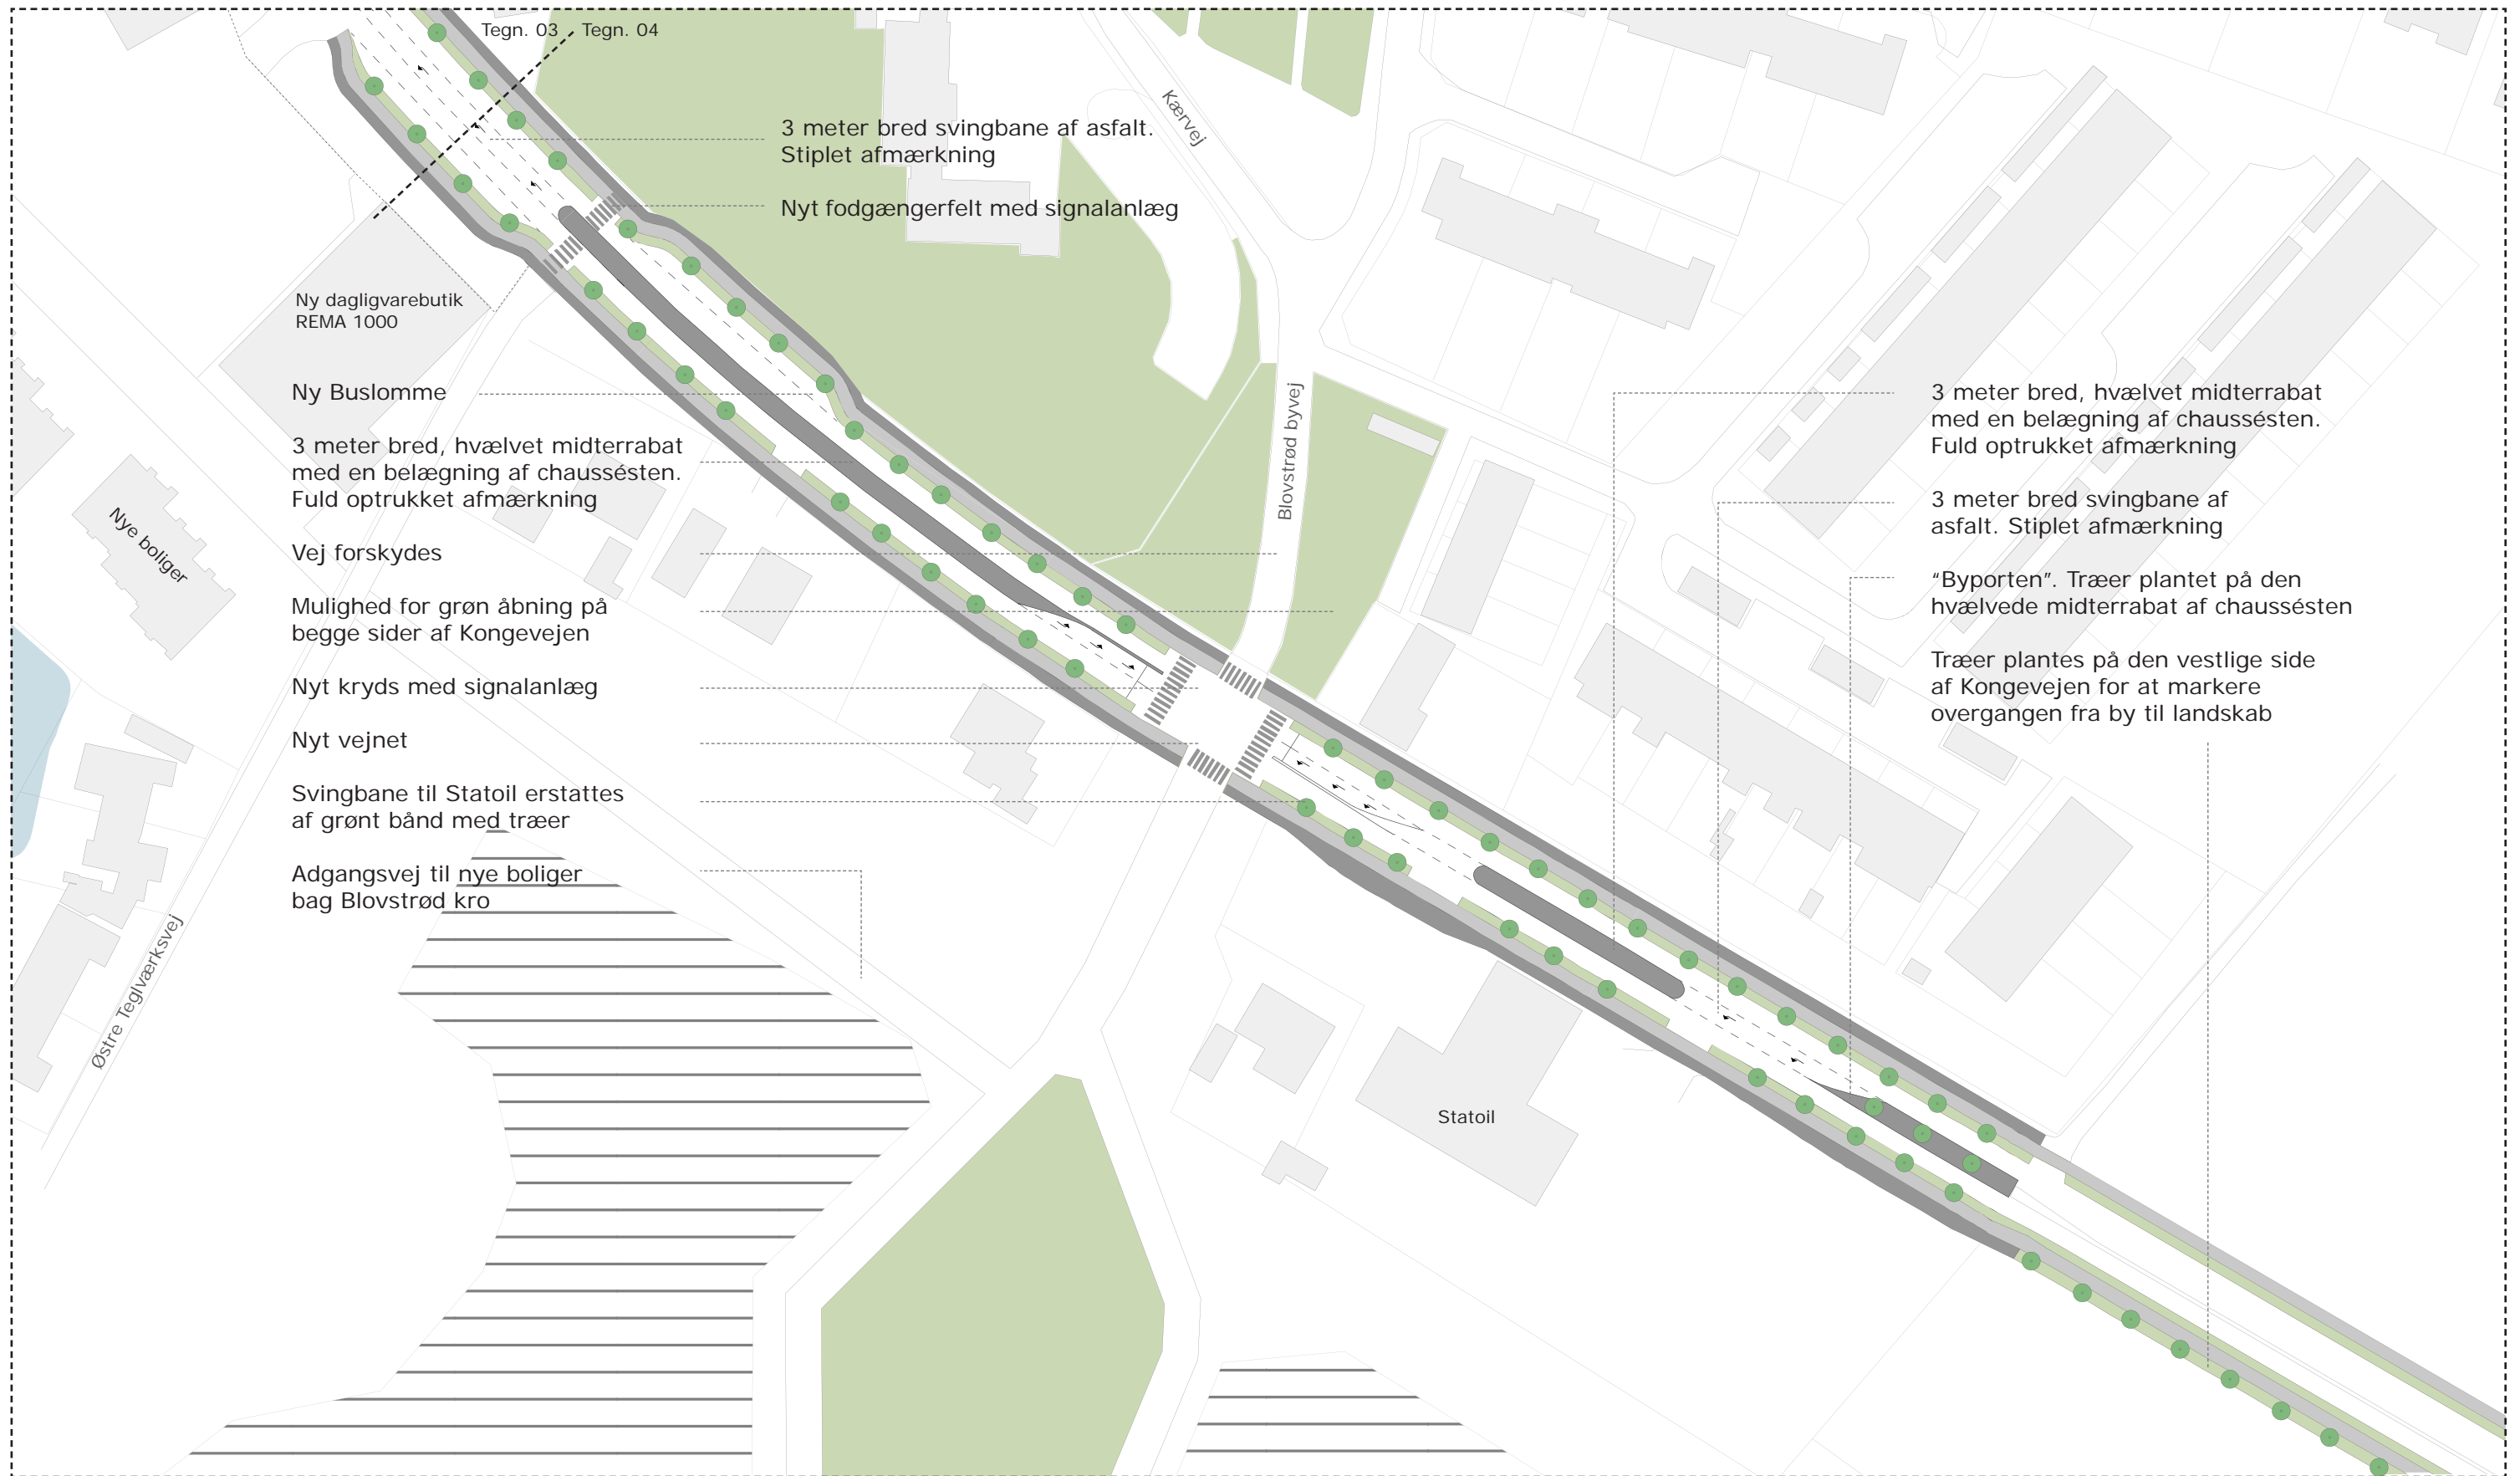 Tegn. 03
Tegn. 04
3 meter bred svingbane af asfalt.
Stiplet afmærkning
Nyt fodgængerfelt med signalanlæg
Kærvej
Ny dagligvarebutik
REMA 1000
Ny Buslomme
3 meter bred, hvælvet midterrabat
med en belægning af chaussésten.
Fuld optrukket afmærkning
Vej forskydes
Mulighed for grøn åbning på
begge sider af Kongevejen
Nyt kryds med signalanlæg
Nyt vejnet
Svingbane til Statoil erstattes
af grønt bånd med træer
Adgangsvej til nye boliger
bag Blovstrød kro
Nye boliger
Østre Teglværksvej
Blovstrød byvej
Statoil
3 meter bred, hvælvet midterrabat
med en belægning af chaussésten.
Fuld optrukket afmærkning
3 meter bred svingbane af
asfalt. Stiplet afmærkning
“Byporten”. Træer plantet på den
hvælvede midterrabat af chaussésten
Træer plantes på den vestlige side
af Kongevejen for at markere
overgangen fra by til landskab